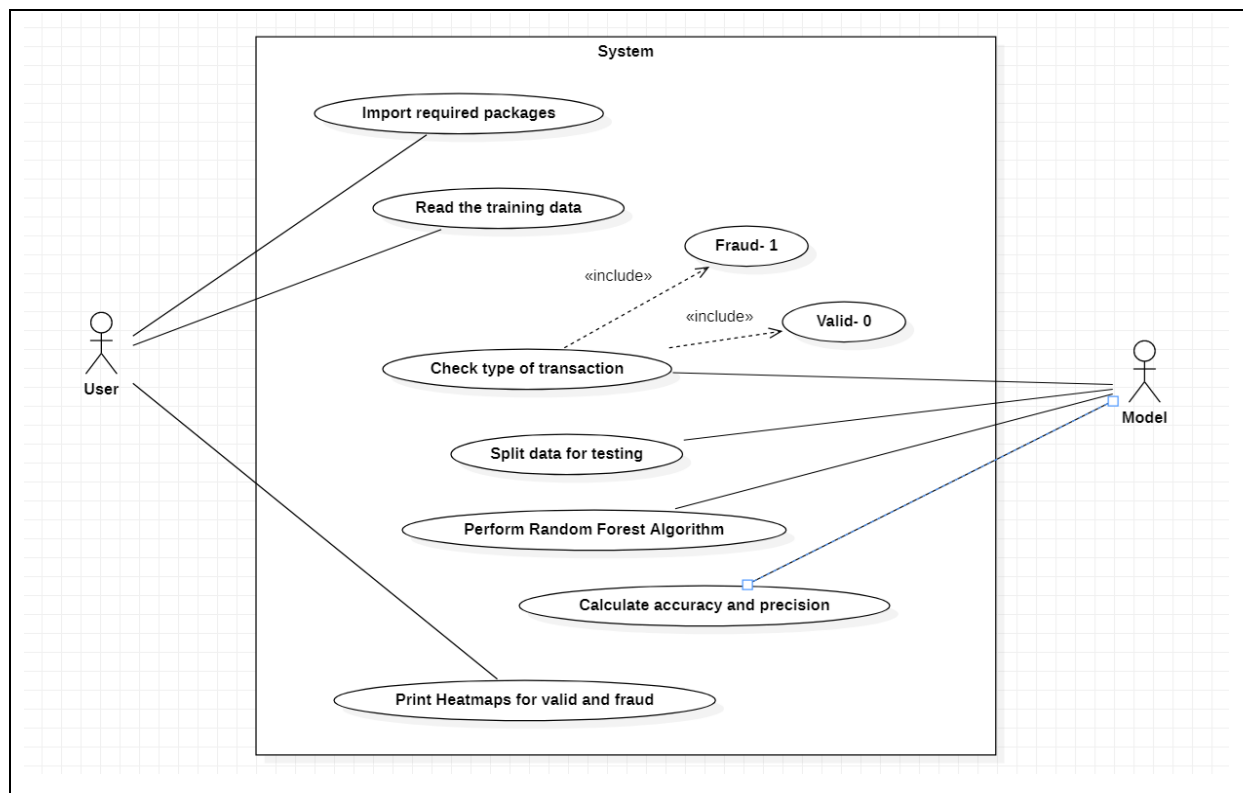 System
Import required packages
Read the training data
Fraud- 1
«include»
«include»
Valid- 0
Check type of transaction
User
Model
Split data for testing
Perform Random Forest Algorithm
Calculate accuracy and precision
Print Heatmaps for valid and fraud